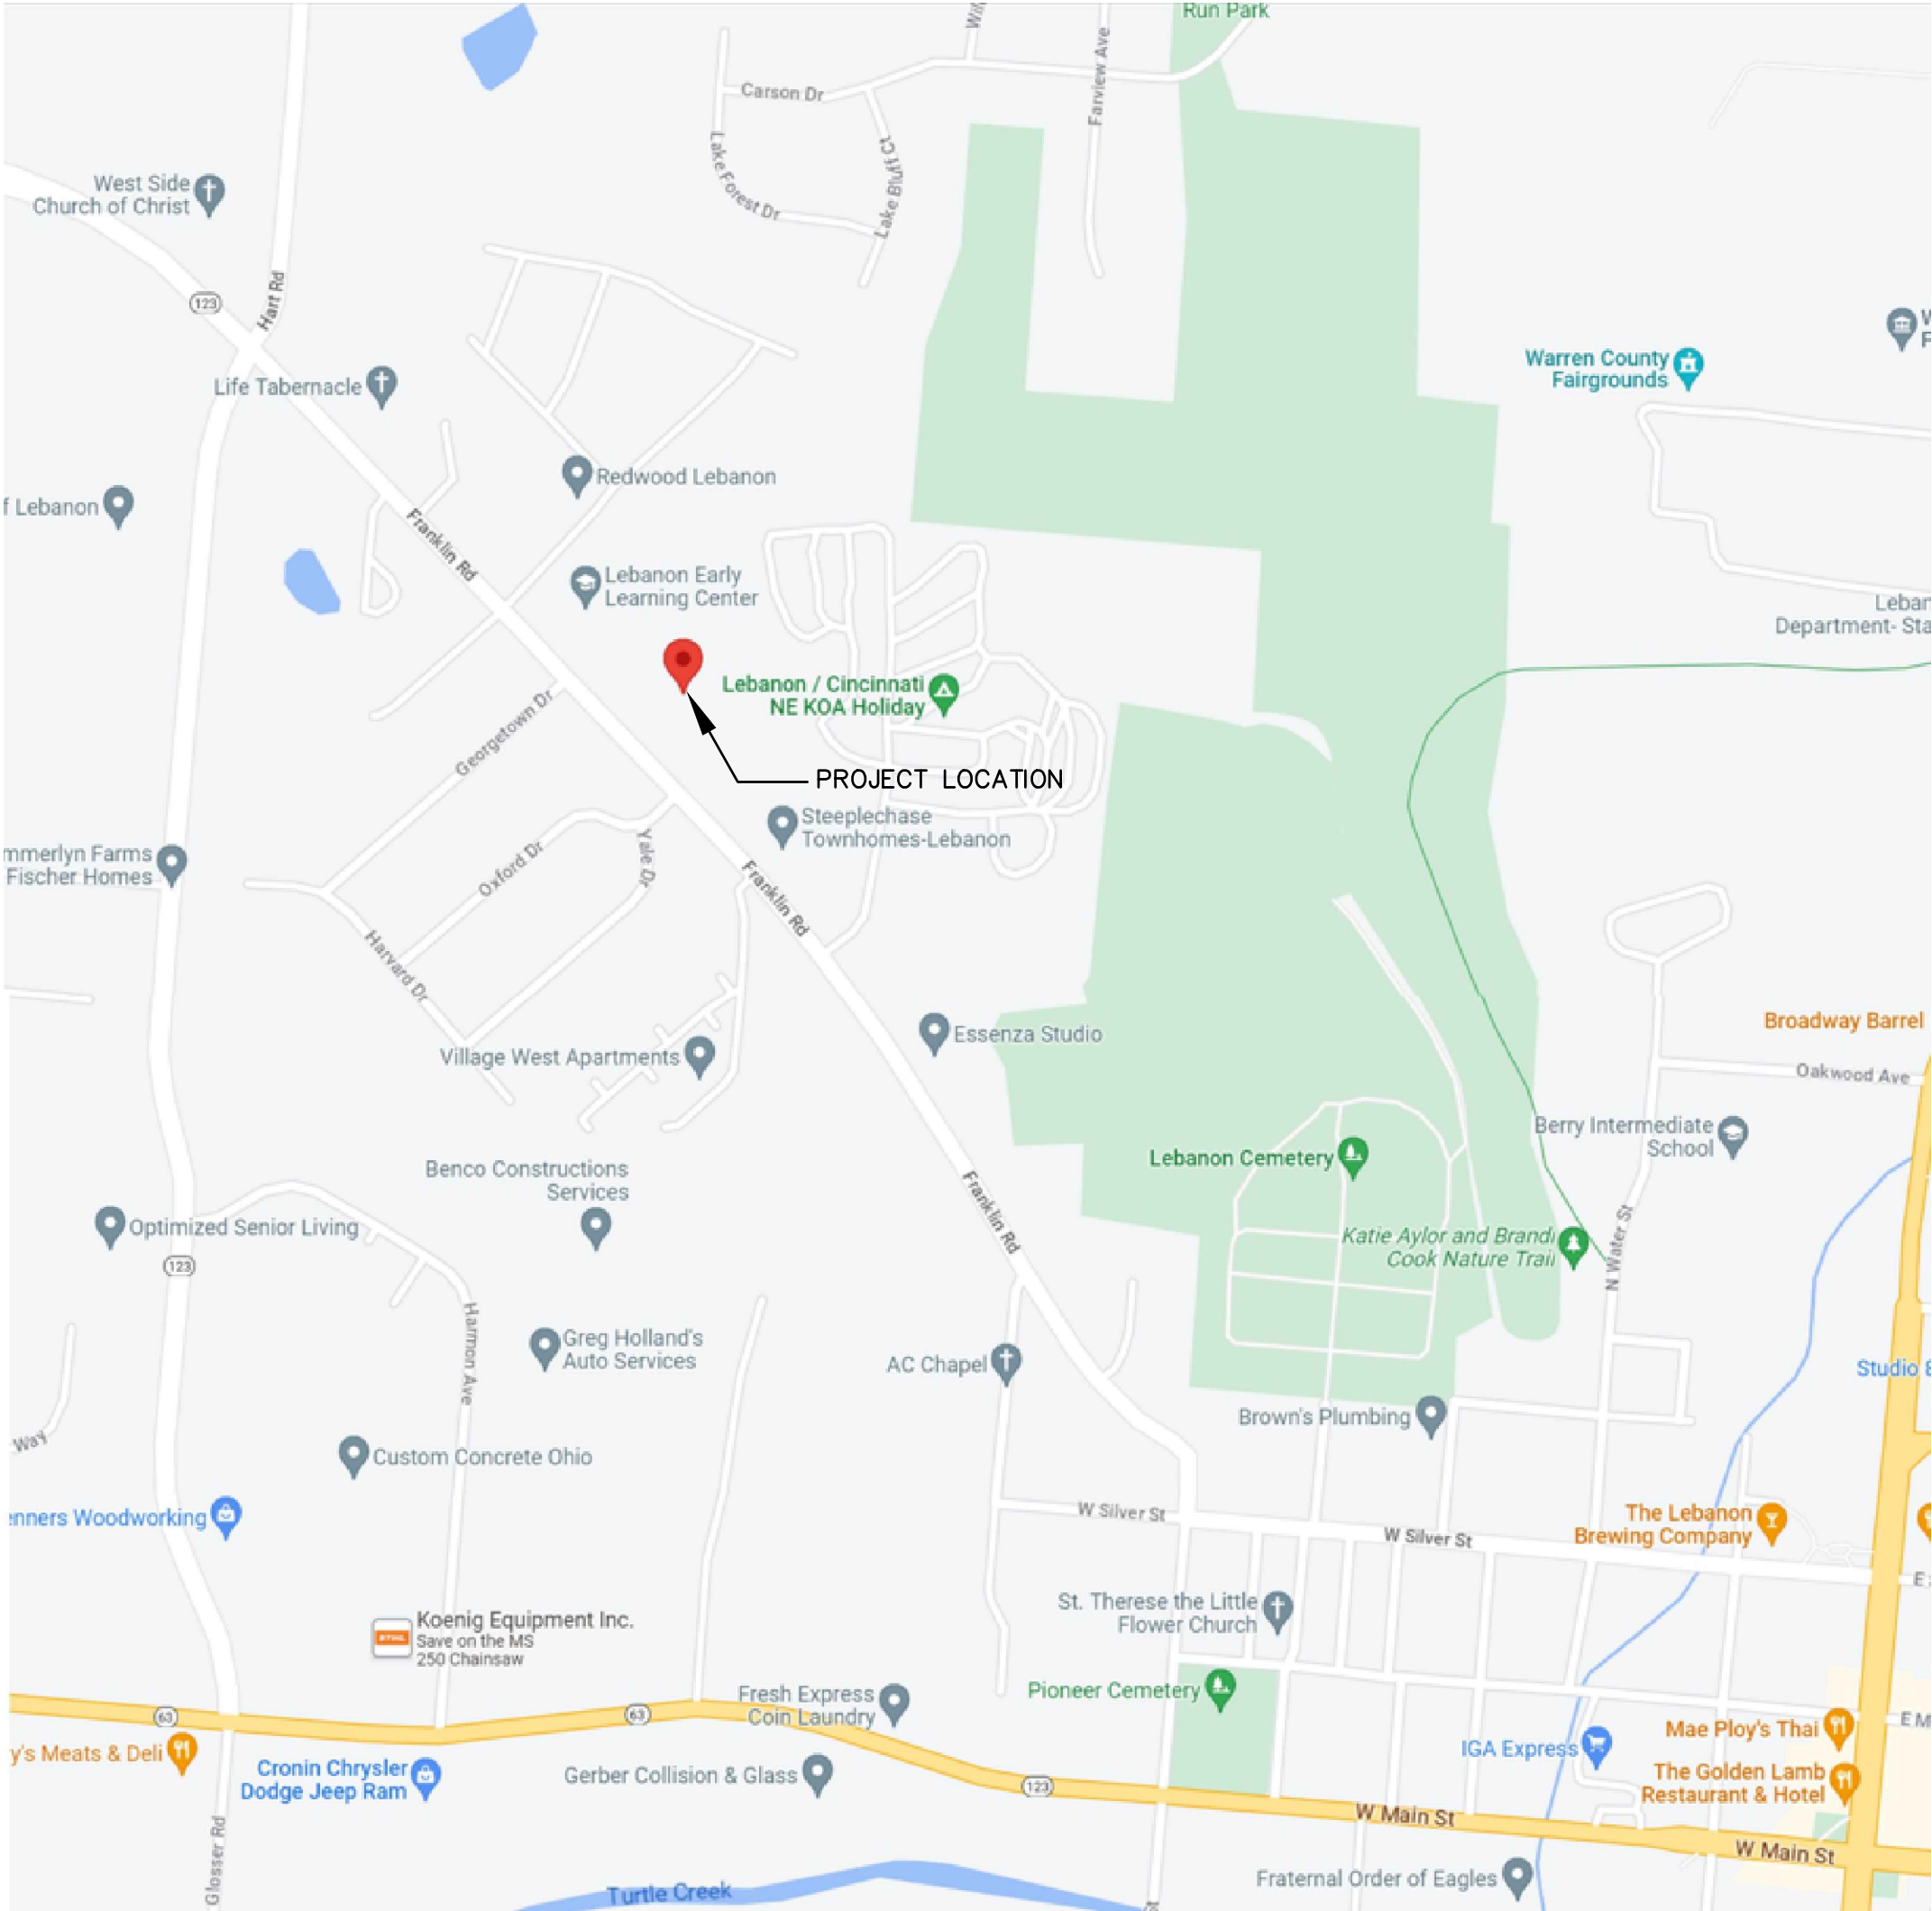 Run Park
Carson Dr
Farview Ave
Lake Forest Dr
Lake Bluff Ct
West Side
Church of Christ
123
Hart Rd
Life Tabernacle
Warren County
Fairgrounds
Redwood Lebanon
f Lebanon
Franklin Rd
Lebanon Early
Learning Center
Leban
Department- Sta
Lebanon / Cincinnati
NE KOA Holiday
Georgetown Dr
PROJECT LOCATION
Steeplechase
Townhomes-Lebanon
Yale Dr
Oxford Dr
mmerlyn Farms
Fischer Homes
Franklin Rd
Harvard Dr
Essenza Studio
Broadway Barrel
Village West Apartments
Oakwood Ave
Berry Intermediate
School
Lebanon Cemetery
Benco Constructions
Services
Franklin Rd
Optimized Senior Living
Katie Aylor and Brandi
Cook Nature Trail
N Water St
123
Harmon Ave
Greg Holland's
Auto Services
AC Chapel
Studio
Brown's Plumbing
Way
Custom Concrete Ohio
enners Woodworking
W Silver St
W Silver St
The Lebanon
Brewing Company
E
St. Therese the Little
Flower Church
Koenig Equipment Inc.
Save on the MS
250 Chainsaw
STIHL
Pioneer Cemetery
Fresh Express
Coin Laundry
63
63
E M
Mae Ploy's Thai
IGA Express
y's Meats & Deli
Cronin Chrysler
Dodge Jeep Ram
Gerber Collision & Glass
123
The Golden Lamb
Restaurant & Hotel
W Main St
W Main St
Glosser Rd
Turtle Creek
Fraternal Order of Eagles
St